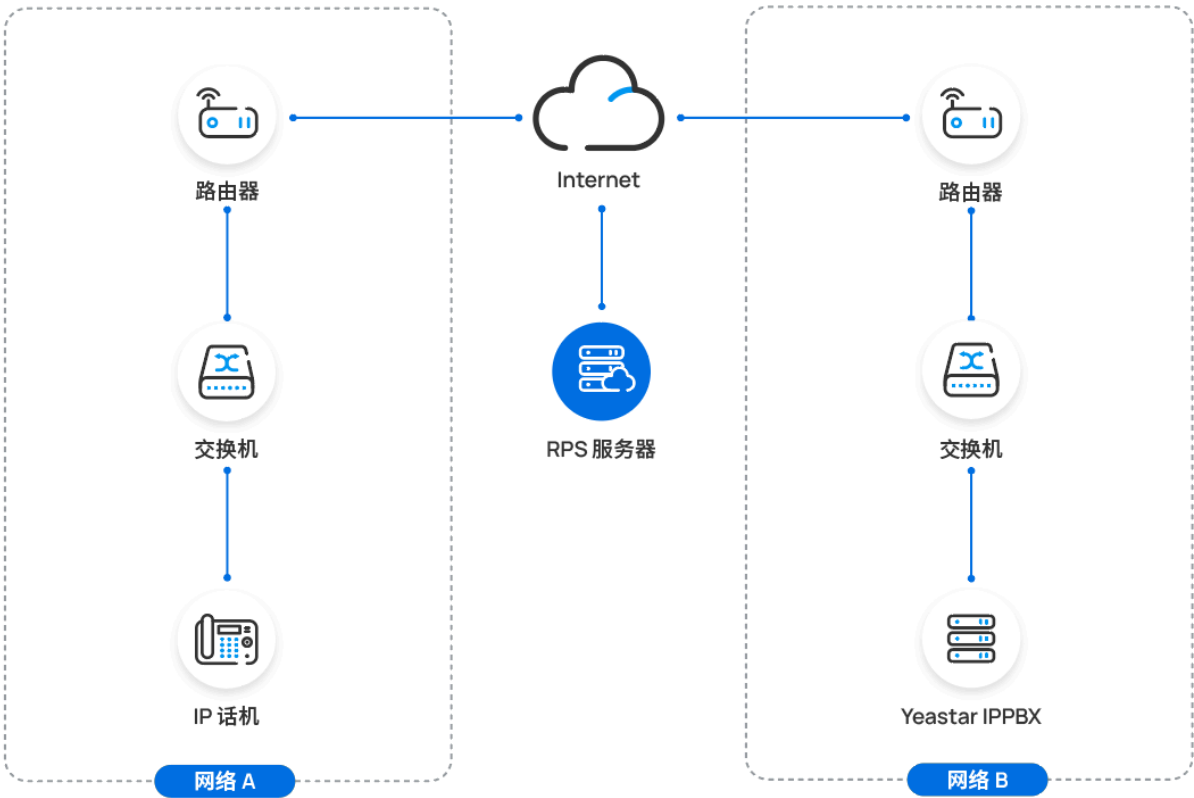 路由器
Internet
路由器
交换机
RPS 服务器
交换机
IP 话机
Yeastar IPPBX
网络 A
网络 B